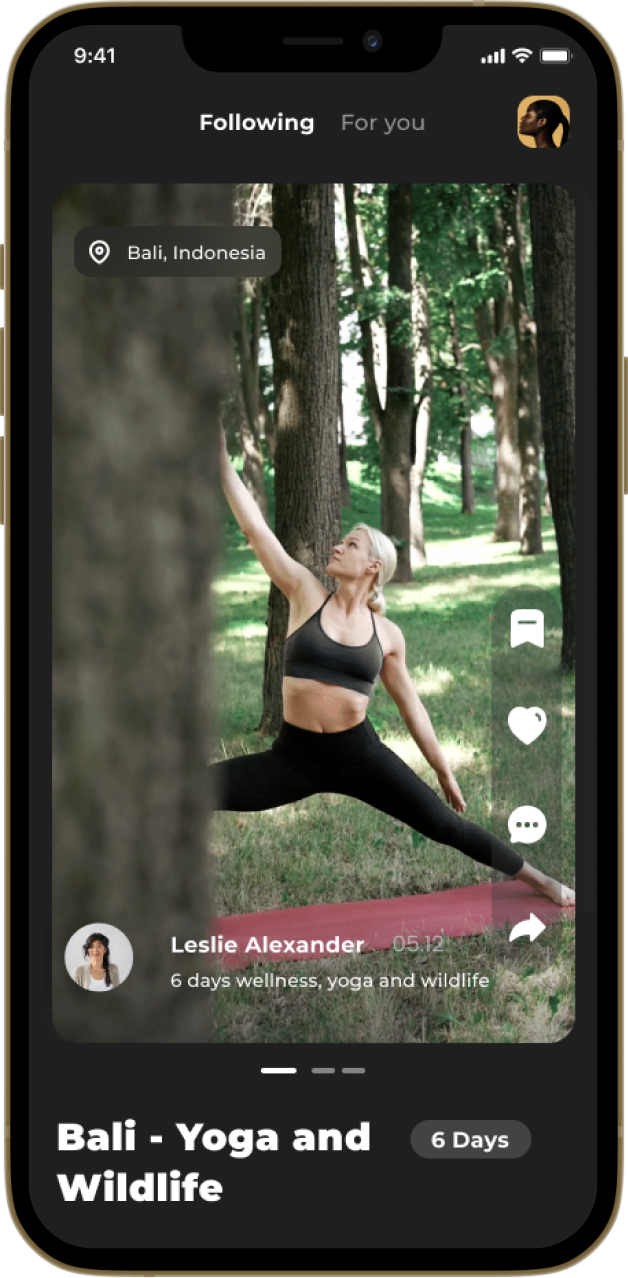 9:41
Following For you
Bali, Indonesia
Leslie Alexander 05.12
6 days wellness, yoga and wildlife
Bali - Yoga and 6 Days
Wildlife